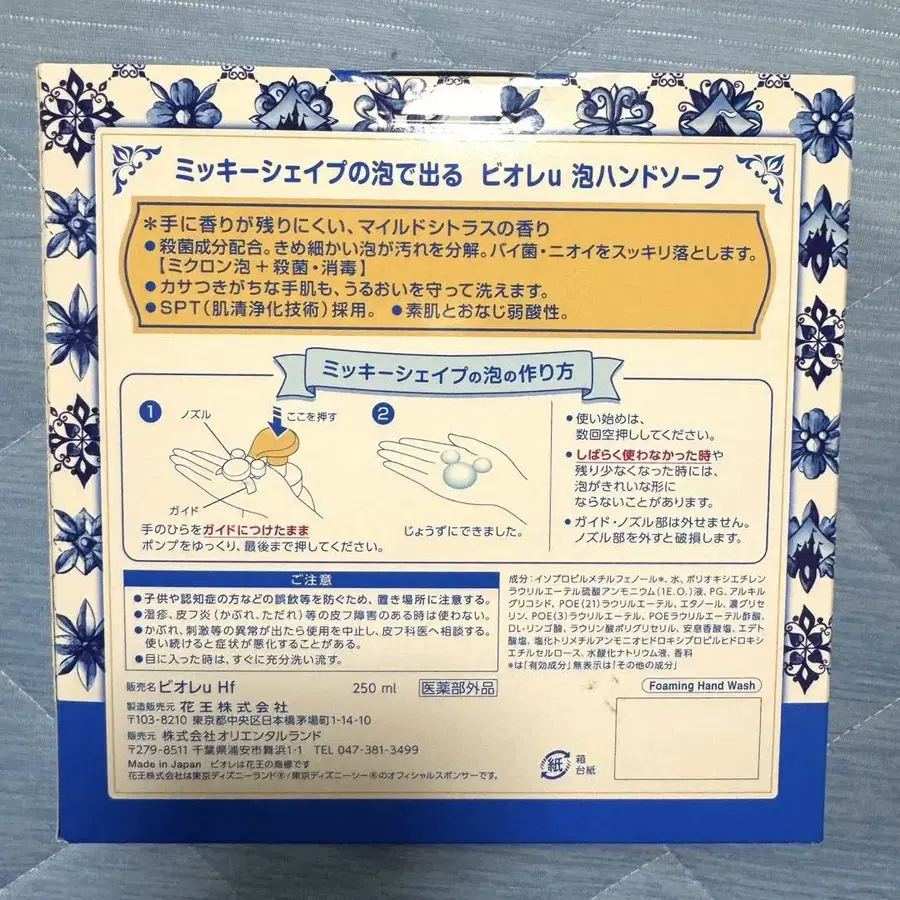 ミッキーシェイプの泡で出る ビオレu 泡ハンドソープ
＊手に香りが残りにくい、マイルドシトラスの香り
●殺菌成分配合。きめ細かい泡が汚れを分解。バイ菌・ニオイをスッキリ落とします。
【ミクロン泡＋殺菌・消毒】
●カサつきがちな手肌も、うるおいを守って洗えます。
●SPT（肌清浄化技術）採用。 ●素肌とおなじ弱酸性。
ミッキーシェイプの泡の作り方
1
ノズル
ここを押す
ガイド
手のひらをガイドにつけたまま
ポンプをゆっくり、最後まで押してください。
2
じょうずにできました。
●使い始めは、
数回空押ししてください。
●しばらく使わなかった時や
残り少なくなった時には、
泡がきれいな形に
ならないことがあります。
●ガイド・ノズル部は外せません。
ノズル部を外すと破損します。
ご注意
●子供や認知症の方などの誤飲等を防ぐため、置き場所に注意する。
●湿疹、皮フ炎（かぶれ、ただれ）等の皮フ障害のある時は使わない。
●かぶれ、刺激等の異常が出たら使用を中止し、皮フ科医へ相談する。
使い続けると症状が悪化することがある。
●目に入った時は、すぐに充分洗い流す。
成分：イソプロピルメチルフェノール＊、水、ポリオキシエチレン
ラウリルエーテル硫酸アンモニウム(1E.O.)液、PG、アルキル
グリコシド、POE(21)ラウリルエーテル、エタノール、濃グリセ
リン、POE(3)ラウリルエーテル、POEラウリルエーテル酢酸、
DL-リンゴ酸、ラウリン酸ポリグリセリル、安息香酸塩、エデト
酸塩、塩化トリメチルアンモニオヒドロキシプロピルヒドロキシ
エチルセルロース、水酸化ナトリウム液、香料
＊は「有効成分」無表示は「その他の成分」
販売名 ビオレu Hf 250 ml 医薬部外品
製造販売元 花王株式会社
〒103-8210 東京都中央区日本橋茅場町1-14-10
販売元 株式会社オリエンタルランド
〒279-8511 千葉県浦安市舞浜1-1 TEL 047-381-3499
Made in Japan ビオレは花王の商標です
花王株式会社は東京ディズニーランド®/東京ディズニーシー®のオフィシャルスポンサーです。
Foaming Hand Wash
紙
箱
台紙